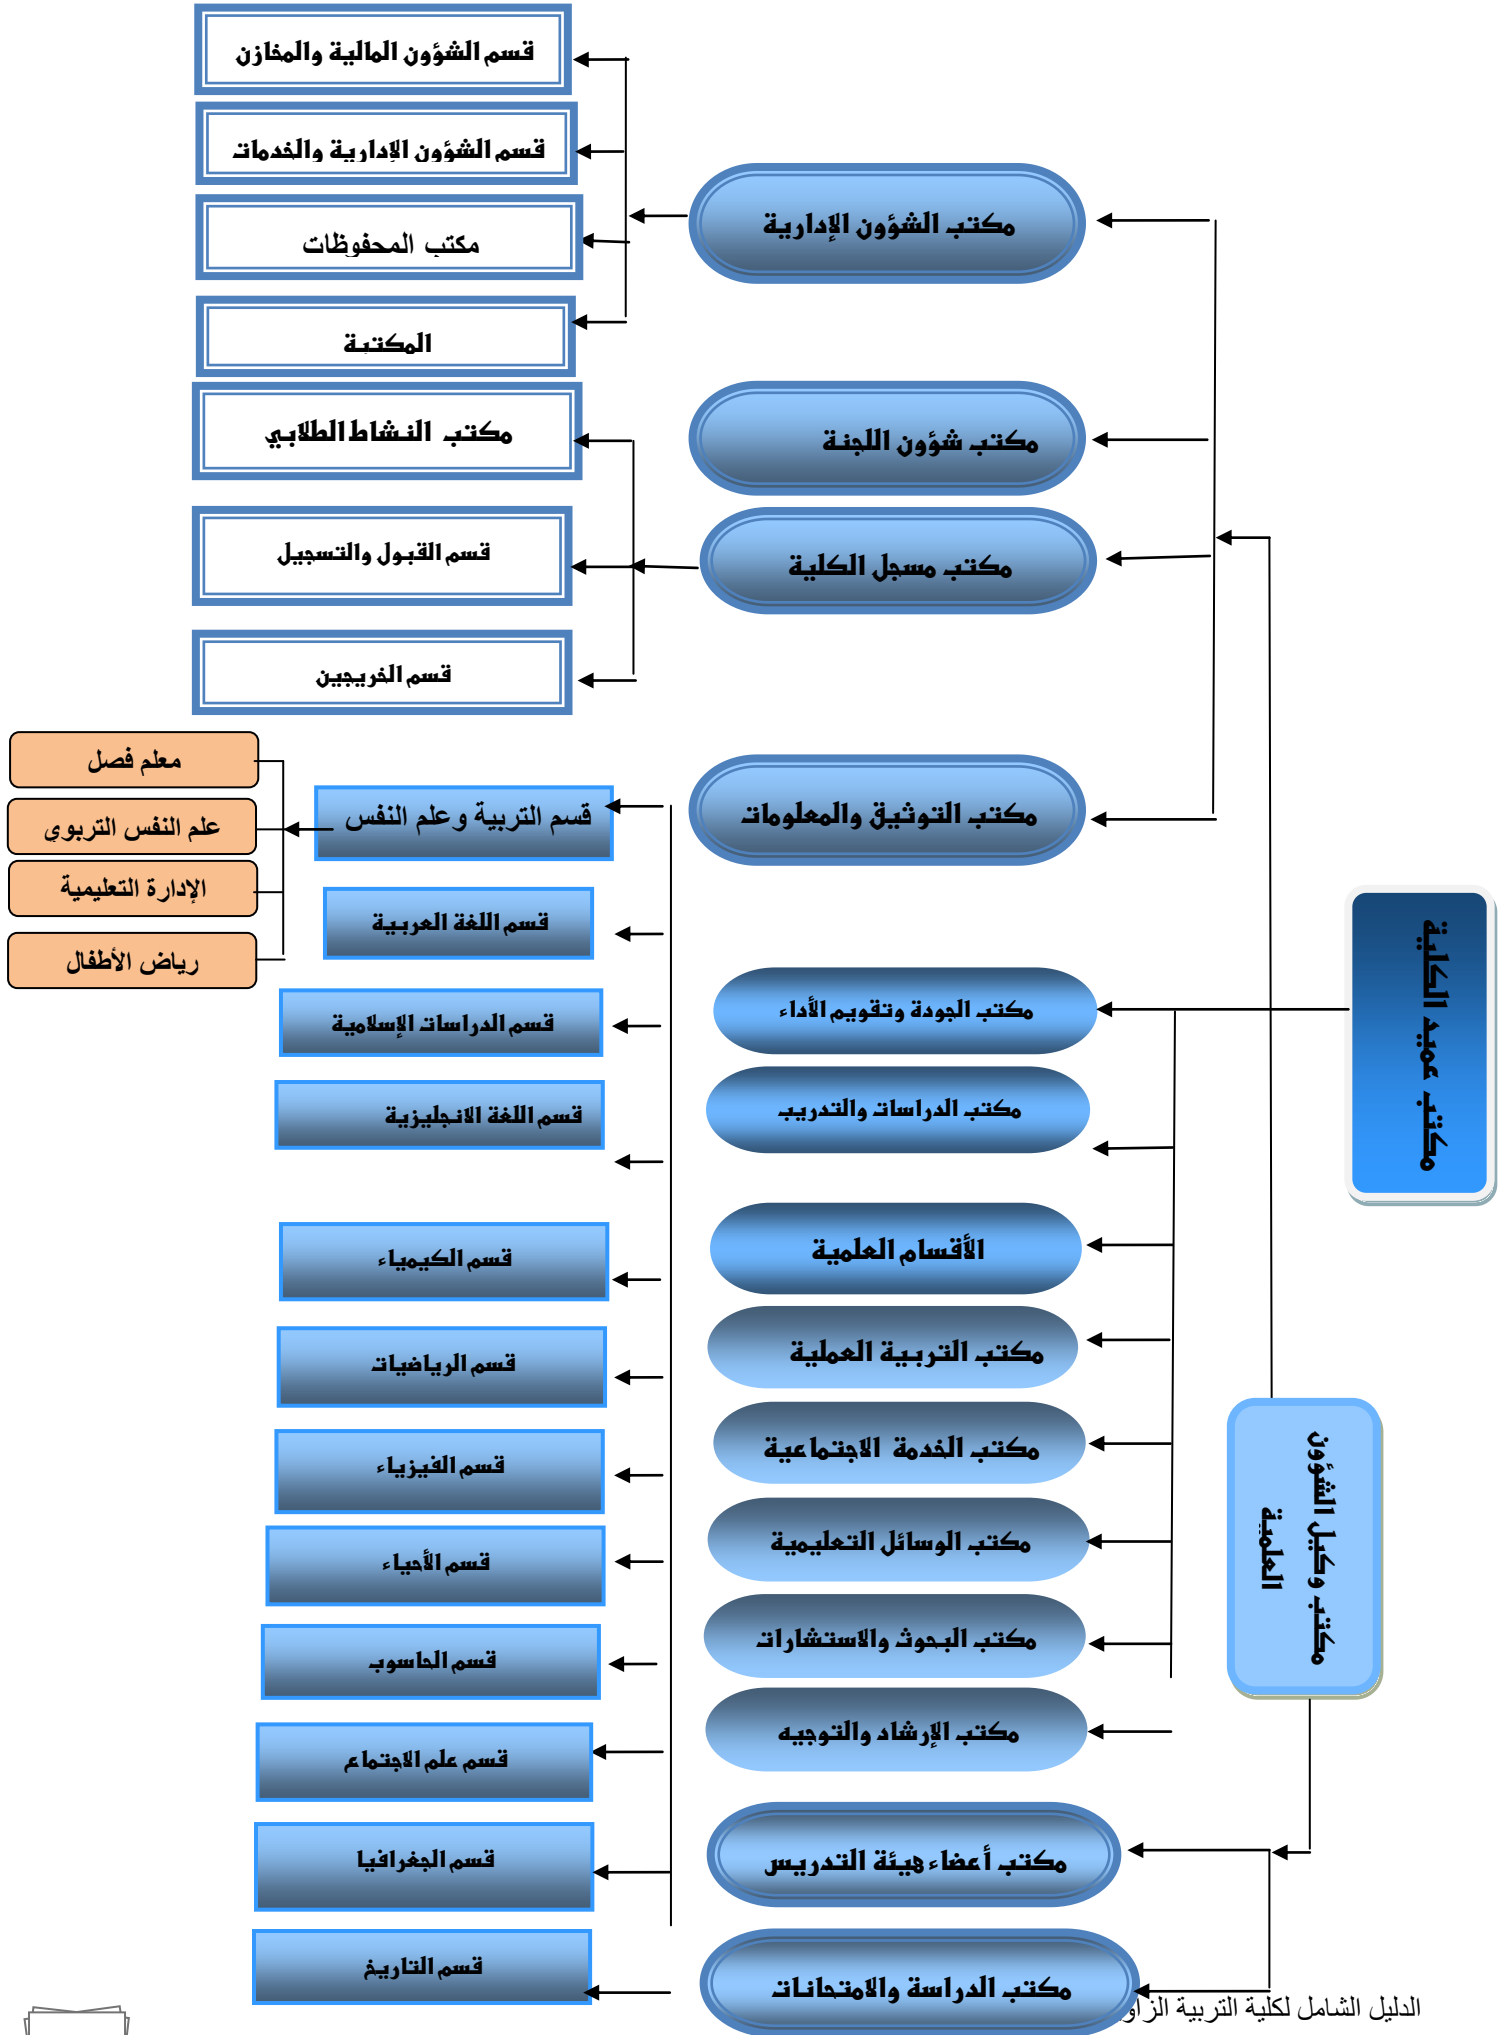 مكتب عميد الكلية
مكتب وكيل الشؤون
العلمية
مكتب الشؤون الإدارية
مكتب شؤون اللجنة
مكتب مسجل الكلية
مكتب التوثيق والمعلومات
مكتب الجودة وتقويم الأداء
مكتب الدراسات والتدريب
الأقسام العلمية
مكتب التربية العملية
مكتب الخدمة الاجتماعية
مكتب الوسائل التعليمية
مكتب البحوث والاستشارات
مكتب الإرشاد والتوجيه
مكتب أعضاء هيئة التدريس
مكتب الدراسة والامتحانات
قسم الشؤون المالية والمخازن
قسم الشؤون الإدارية والخدمات
مكتب المحفوظات
المكتبة
مكتب النشاط الطلابي
قسم القبول والتسجيل
قسم الخريجين
قسم التربية وعلم النفس
قسم اللغة العربية
قسم الدراسات الإسلامية
قسم اللغة الانجليزية
قسم الكيمياء
قسم الرياضيات
قسم الفيزياء
قسم الأحياء
قسم الحاسوب
قسم علم الاجتماع
قسم الجغرافيا
قسم التاريخ
معلم فصل
علم النفس التربوي
الإدارة التعليمية
رياض الأطفال
الدليل الشامل لكلية التربية